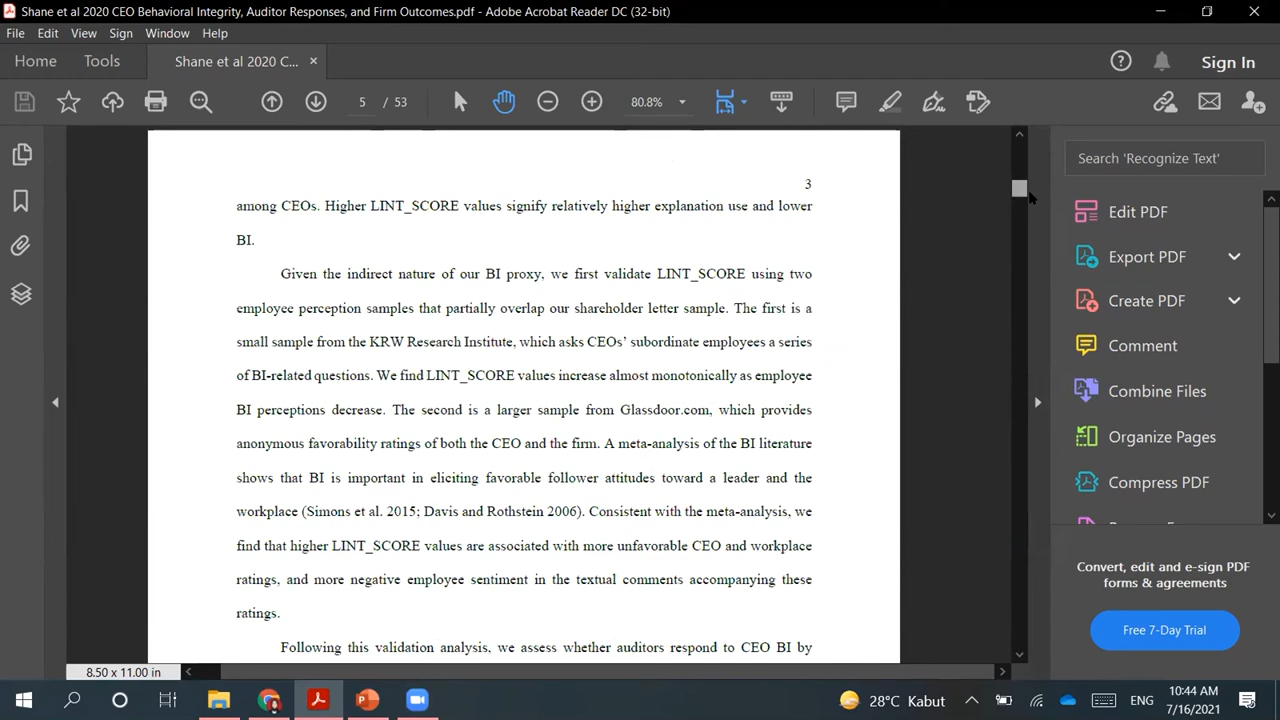 Shane et al 2020 CEO Behavioral Integrity, Auditor Responses, and Firm Outcomes.pdf - Adobe Acrobat Reader DC (32-bit)
File Edit View Sign Window Help
Home Tools Shane et al 2020 C... × Sign In
5 / 53 80.8%
3
among CEOs. Higher LINT_SCORE values signify relatively higher explanation use and lower
BI.
Given the indirect nature of our BI proxy, we first validate LINT_SCORE using two
employee perception samples that partially overlap our shareholder letter sample. The first is a
small sample from the KRW Research Institute, which asks CEOs’ subordinate employees a series
of BI-related questions. We find LINT_SCORE values increase almost monotonically as employee
BI perceptions decrease. The second is a larger sample from Glassdoor.com, which provides
anonymous favorability ratings of both the CEO and the firm. A meta-analysis of the BI literature
shows that BI is important in eliciting favorable follower attitudes toward a leader and the
workplace (Simons et al. 2015; Davis and Rothstein 2006). Consistent with the meta-analysis, we
find that higher LINT_SCORE values are associated with more unfavorable CEO and workplace
ratings, and more negative employee sentiment in the textual comments accompanying these
ratings.
Following this validation analysis, we assess whether auditors respond to CEO BI by
8.50 x 11.00 in
Search 'Recognize Text'
Edit PDF
Export PDF
Create PDF
Comment
Combine Files
Organize Pages
Compress PDF
Convert, edit and e-sign PDF
forms & agreements
Free 7-Day Trial
28°C Kabut
ENG
10:44 AM
7/16/2021